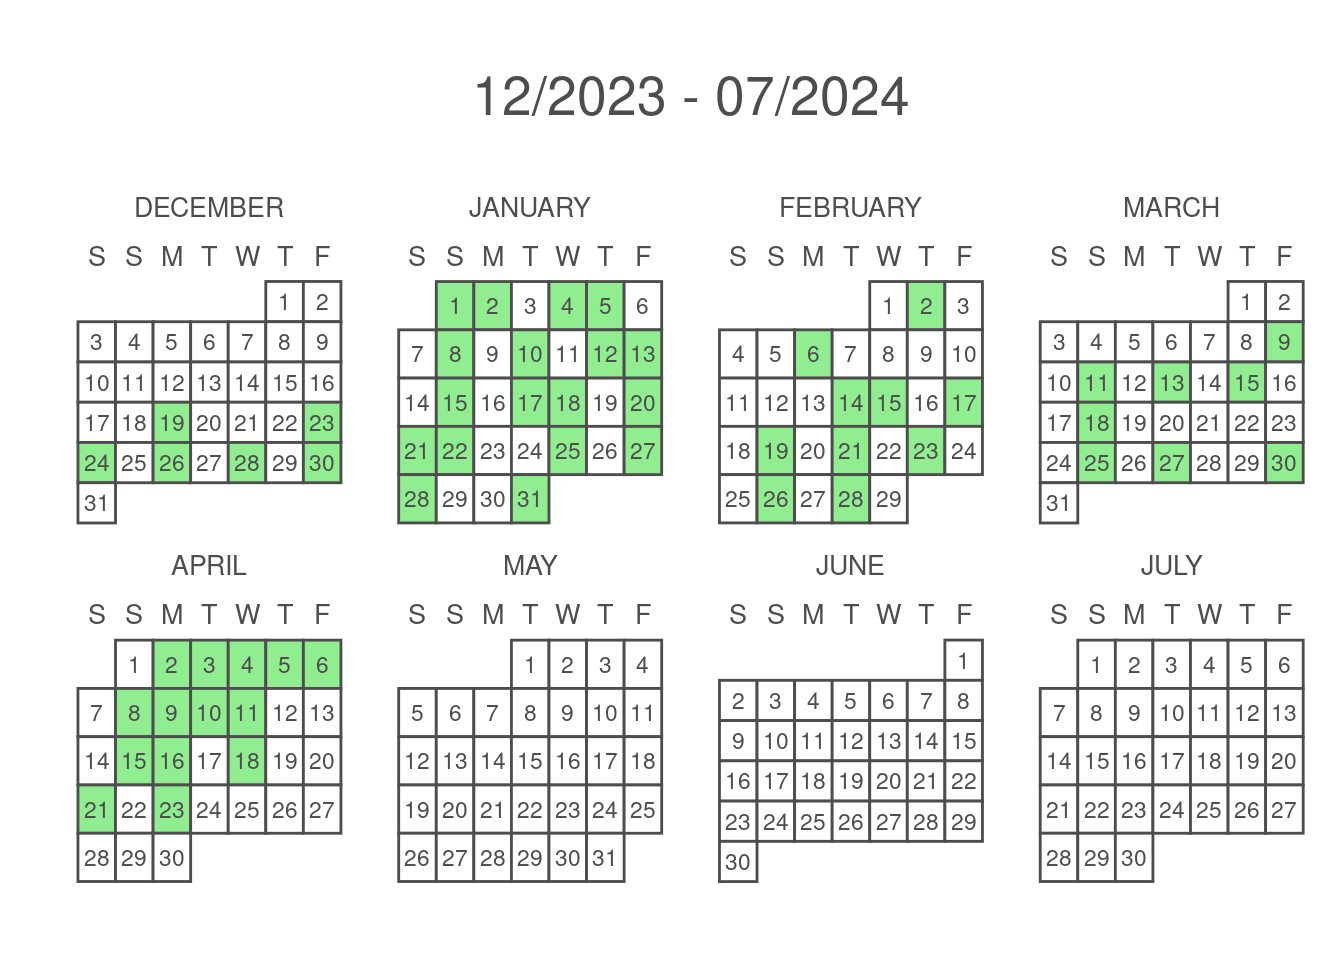 12/2023 - 07/2024
DECEMBER
S S M T W T F
1 2
3 4 5 6 7 8 9
10 11 12 13 14 15 16
17 18 19 20 21 22 23
24 25 26 27 28 29 30
31
JANUARY
S S M T W T F
1 2 3 4 5 6
7 8 9 10 11 12 13
14 15 16 17 18 19 20
21 22 23 24 25 26 27
28 29 30 31
FEBRUARY
S S M T W T F
1 2 3
4 5 6 7 8 9 10
11 12 13 14 15 16 17
18 19 20 21 22 23 24
25 26 27 28 29
MARCH
S S M T W T F
1 2
3 4 5 6 7 8 9
10 11 12 13 14 15 16
17 18 19 20 21 22 23
24 25 26 27 28 29 30
31
APRIL
S S M T W T F
1 2 3 4 5 6
7 8 9 10 11 12 13
14 15 16 17 18 19 20
21 22 23 24 25 26 27
28 29 30
MAY
S S M T W T F
1 2 3 4
5 6 7 8 9 10 11
12 13 14 15 16 17 18
19 20 21 22 23 24 25
26 27 28 29 30 31
JUNE
S S M T W T F
1
2 3 4 5 6 7 8
9 10 11 12 13 14 15
16 17 18 19 20 21 22
23 24 25 26 27 28 29
30
JULY
S S M T W T F
1 2 3 4 5 6
7 8 9 10 11 12 13
14 15 16 17 18 19 20
21 22 23 24 25 26 27
28 29 30